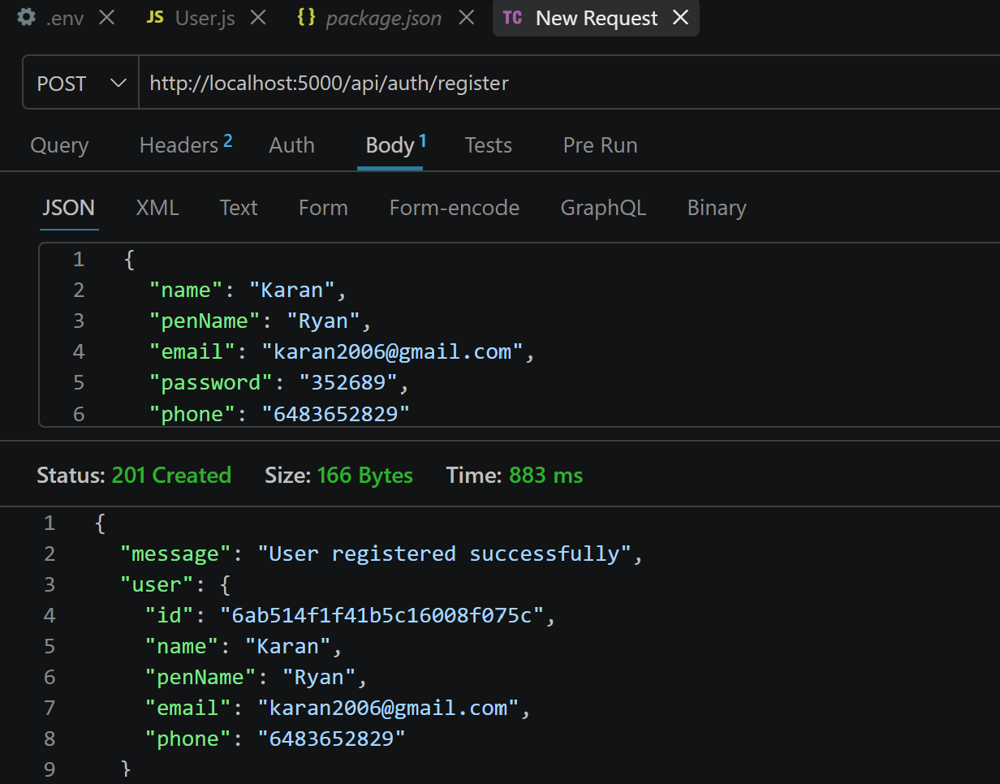 .env JS User.js {} package.json TC New Request
POST http://localhost:5000/api/auth/register
Query Headers 2 Auth Body 1 Tests Pre Run
JSON XML Text Form Form-encode GraphQL Binary
1 {
2 "name": "Karan",
3 "penName": "Ryan",
4 "email": "karan2006@gmail.com",
5 "password": "352689",
6 "phone": "6483652829"
Status: 201 Created Size: 166 Bytes Time: 883 ms
1 {
2 "message": "User registered successfully",
3 "user": {
4 "id": "6ab514f1f41b5c16008f075c",
5 "name": "Karan",
6 "penName": "Ryan",
7 "email": "karan2006@gmail.com",
8 "phone": "6483652829"
9 }